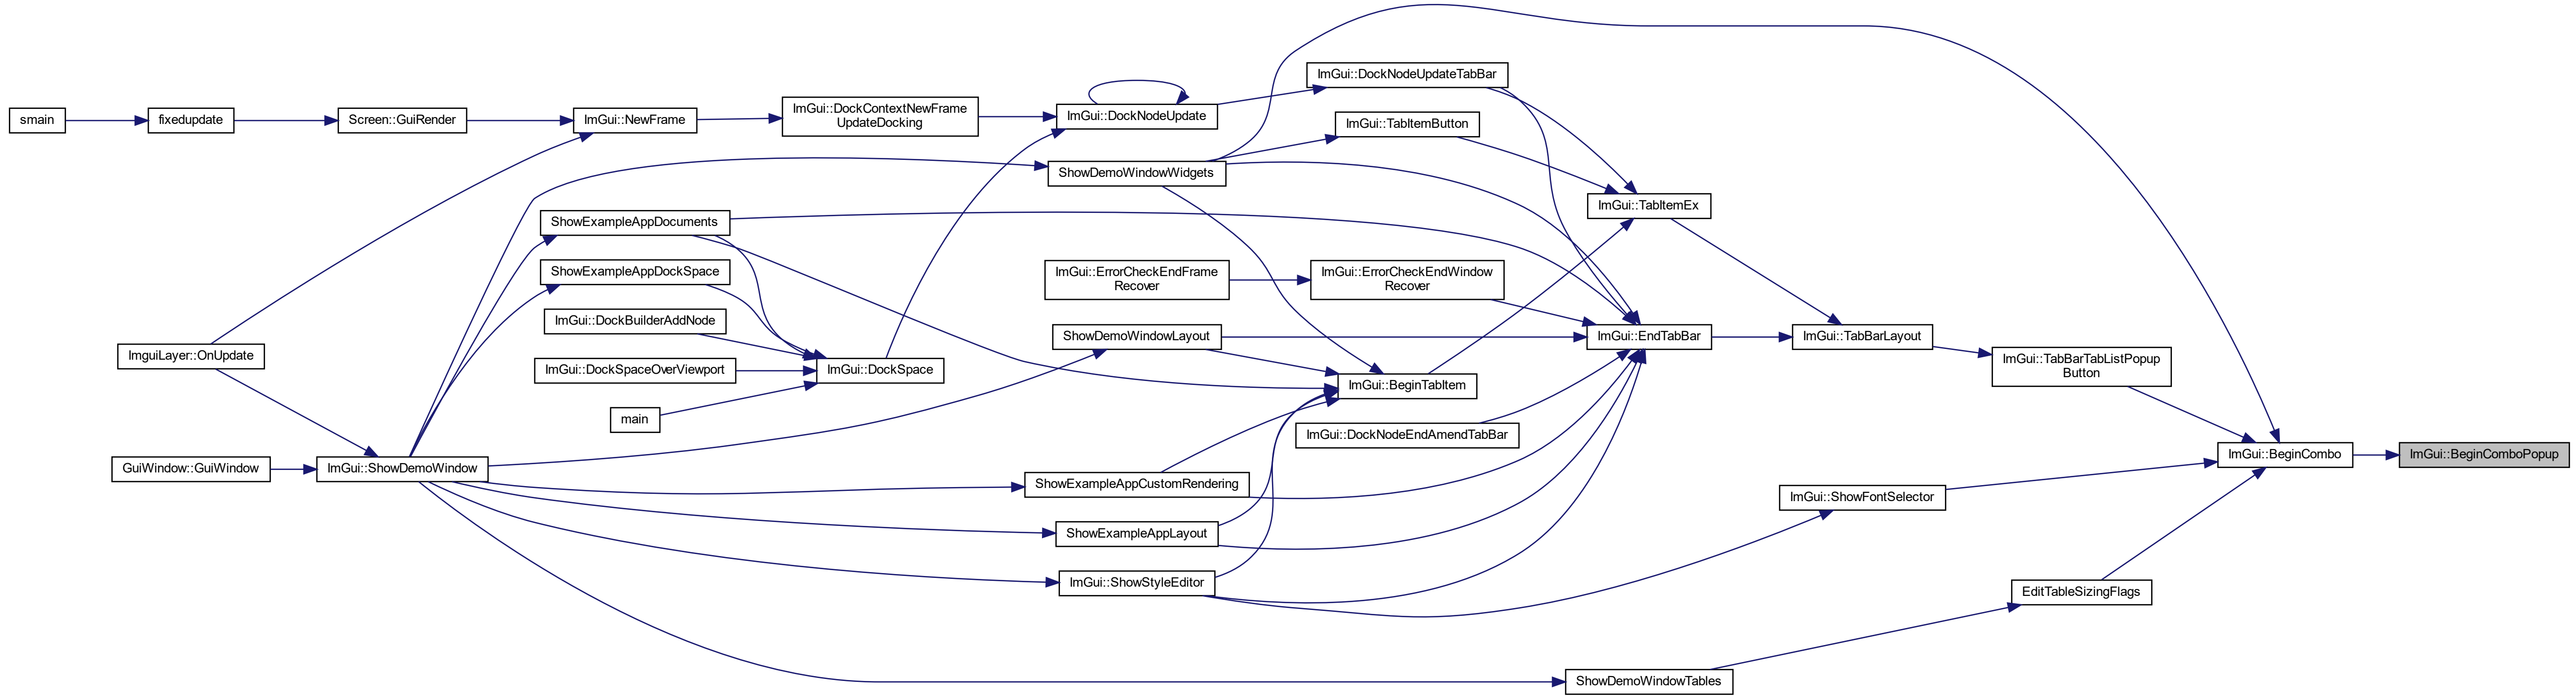 smain
fixedupdate
Screen::GuiRender
ImGui::NewFrame
ImGui::DockContextNewFrame
UpdateDocking
ImGui::DockNodeUpdate
ImGui::DockNodeUpdateTabBar
ImGui::TabItemButton
ShowDemoWindowWidgets
ImGui::TabItemEx
ShowExampleAppDocuments
ShowExampleAppDockSpace
ImGui::ErrorCheckEndFrame
Recover
ImGui::ErrorCheckEndWindow
Recover
ImGui::DockBuilderAddNode
ShowDemoWindowLayout
ImGui::EndTabBar
ImGui::TabBarLayout
ImguiLayer::OnUpdate
ImGui::DockSpaceOverViewport
ImGui::DockSpace
ImGui::TabBarTabListPopup
Button
ImGui::BeginTabItem
main
ImGui::DockNodeEndAmendTabBar
ImGui::BeginCombo
ImGui::BeginComboPopup
GuiWindow::GuiWindow
ImGui::ShowDemoWindow
ShowExampleAppCustomRendering
ImGui::ShowFontSelector
ShowExampleAppLayout
ImGui::ShowStyleEditor
EditTableSizingFlags
ShowDemoWindowTables